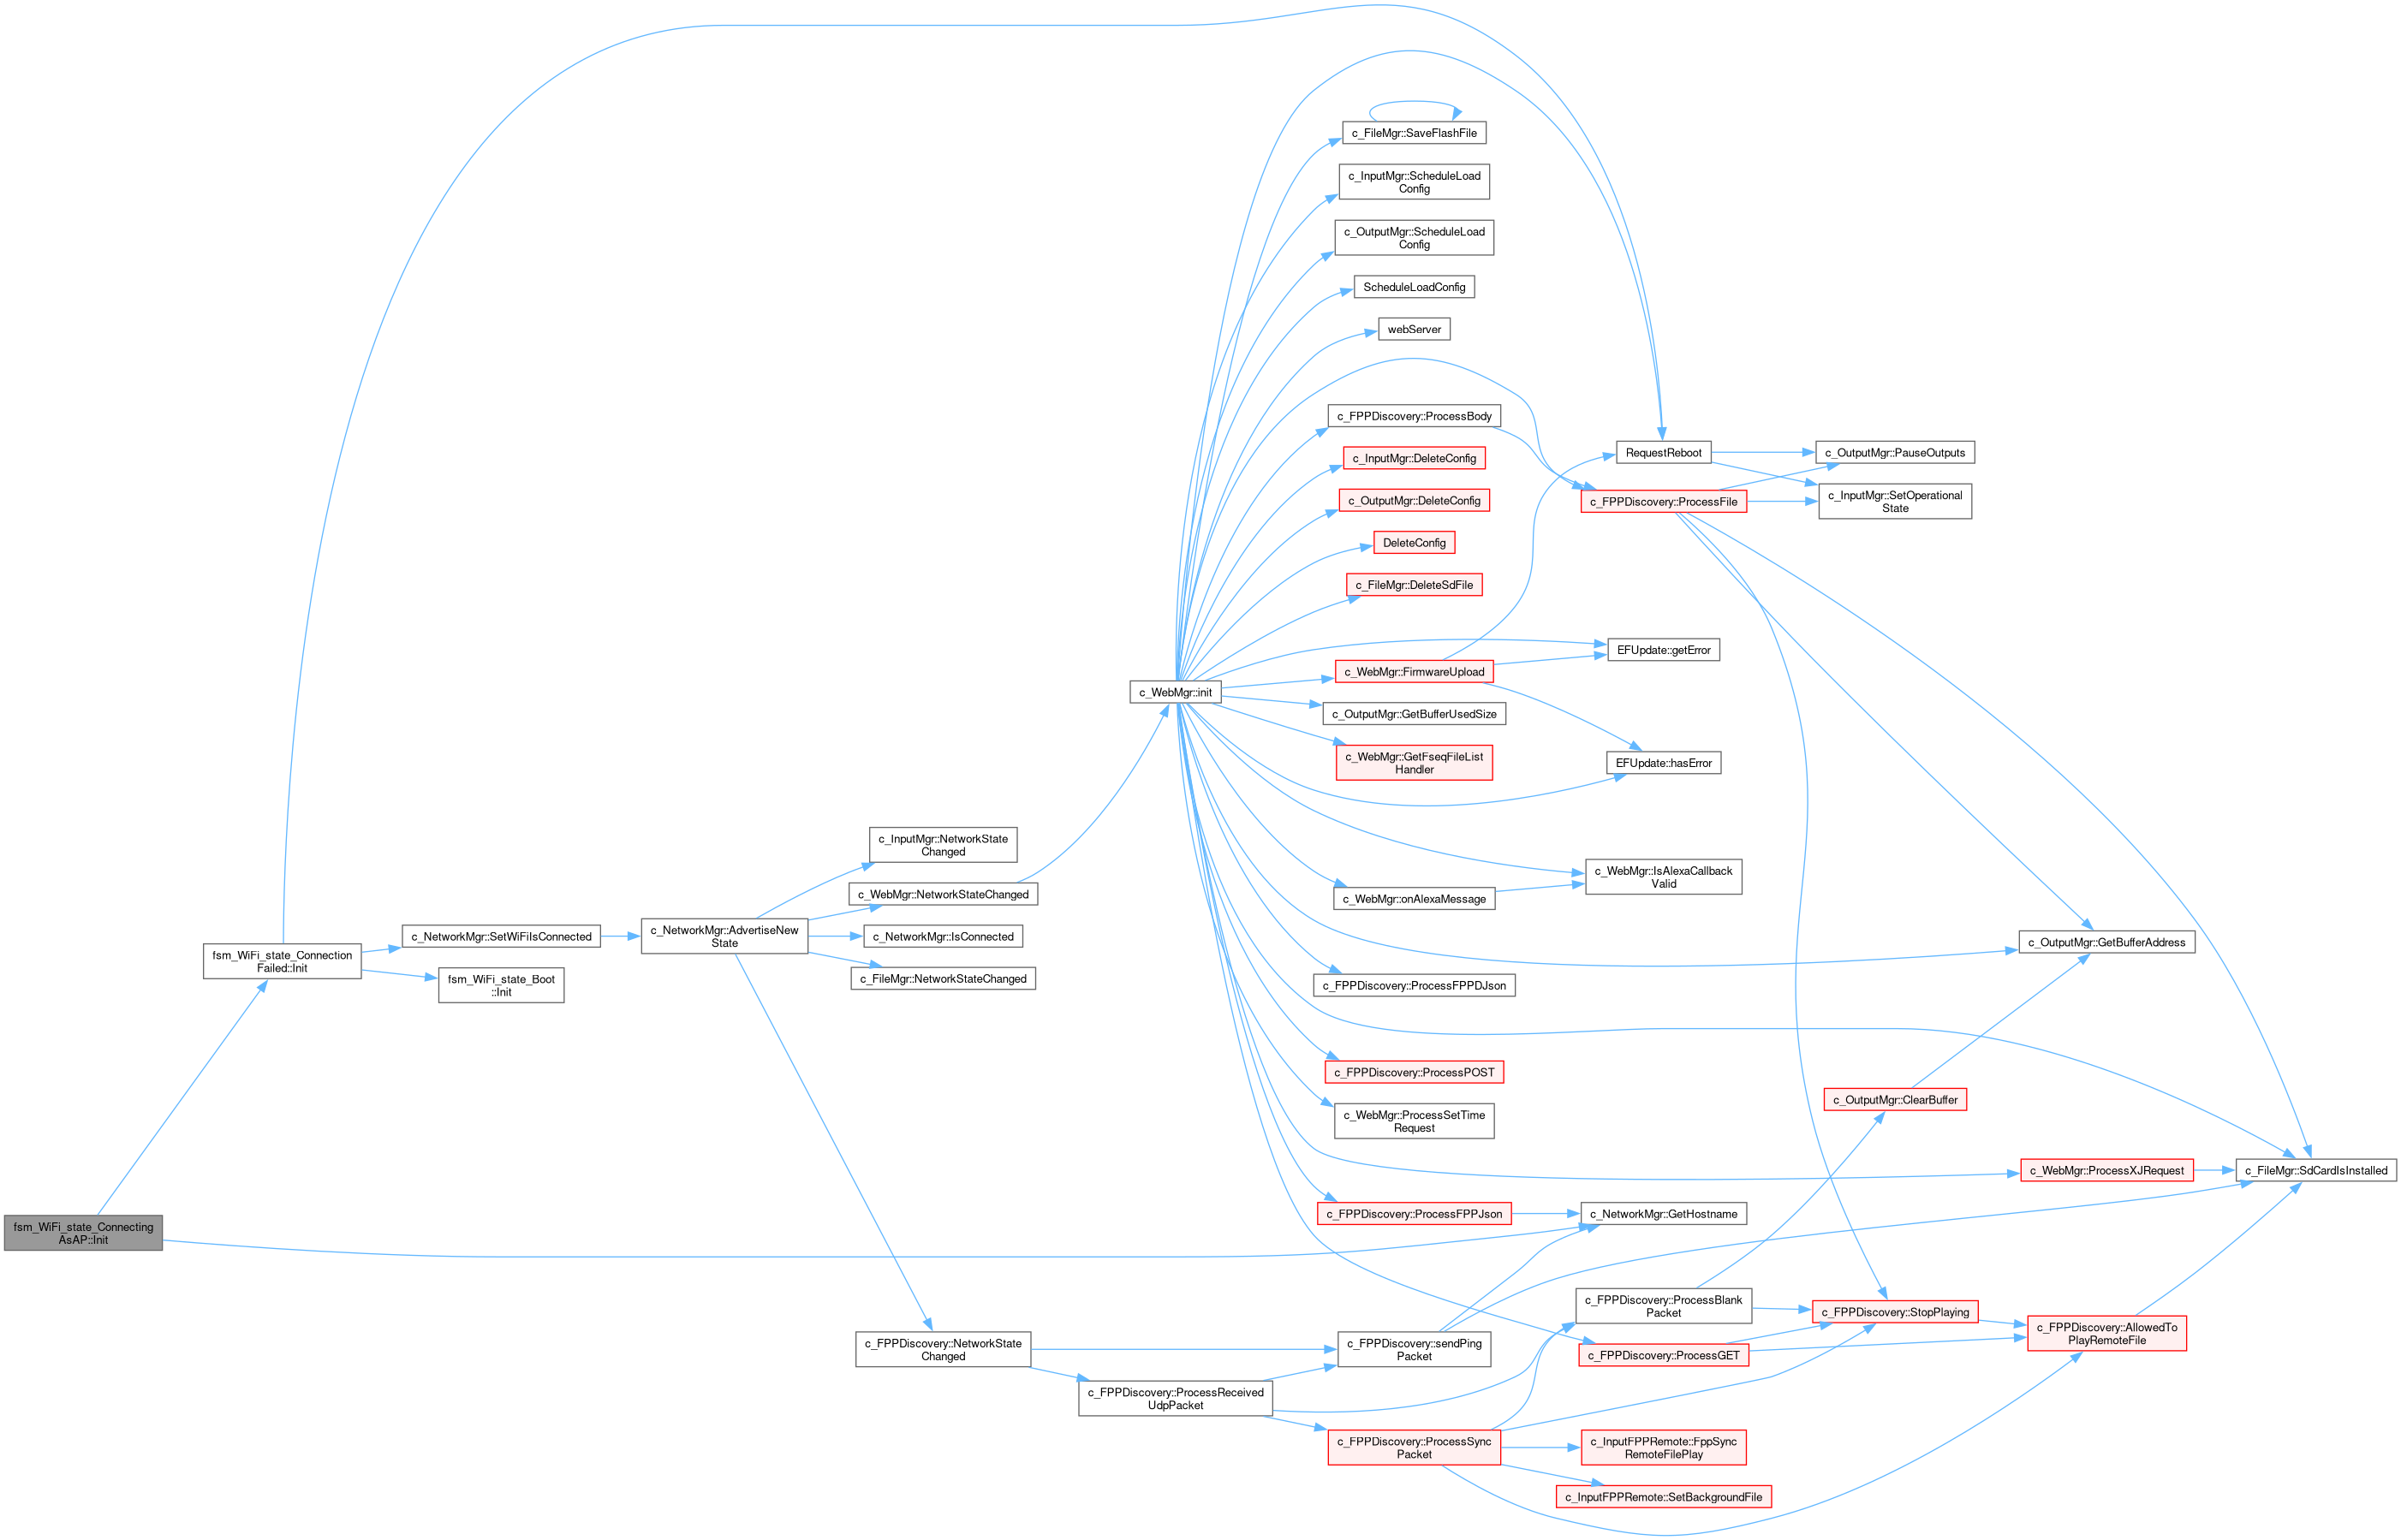 c_FileMgr::SaveFlashFile
c_InputMgr::ScheduleLoad
Config
c_OutputMgr::ScheduleLoad
Config
ScheduleLoadConfig
webServer
c_FPPDiscovery::ProcessBody
c_InputMgr::DeleteConfig
c_OutputMgr::DeleteConfig
DeleteConfig
c_FileMgr::DeleteSdFile
RequestReboot
c_FPPDiscovery::ProcessFile
c_OutputMgr::PauseOutputs
c_InputMgr::SetOperational
State
EFUpdate::getError
c_WebMgr::FirmwareUpload
c_WebMgr::init
c_OutputMgr::GetBufferUsedSize
c_WebMgr::GetFseqFileList
Handler
EFUpdate::hasError
c_InputMgr::NetworkState
Changed
c_WebMgr::NetworkStateChanged
c_WebMgr::IsAlexaCallback
Valid
c_WebMgr::onAlexaMessage
c_NetworkMgr::SetWiFiIsConnected
c_NetworkMgr::AdvertiseNew
State
c_NetworkMgr::IsConnected
c_FileMgr::NetworkStateChanged
c_OutputMgr::GetBufferAddress
fsm_WiFi_state_Connection
Failed::Init
fsm_WiFi_state_Boot
::Init
c_FPPDiscovery::ProcessFPPDJson
c_FPPDiscovery::ProcessPOST
c_WebMgr::ProcessSetTime
Request
c_OutputMgr::ClearBuffer
c_WebMgr::ProcessXJRequest
c_FileMgr::SdCardIsInstalled
c_FPPDiscovery::ProcessFPPJson
c_NetworkMgr::GetHostname
fsm_WiFi_state_Connecting
AsAP::Init
c_FPPDiscovery::ProcessBlank
Packet
c_FPPDiscovery::StopPlaying
c_FPPDiscovery::AllowedTo
PlayRemoteFile
c_FPPDiscovery::NetworkState
Changed
c_FPPDiscovery::sendPing
Packet
c_FPPDiscovery::ProcessGET
c_FPPDiscovery::ProcessReceived
UdpPacket
c_FPPDiscovery::ProcessSync
Packet
c_InputFPPRemote::FppSync
RemoteFilePlay
c_InputFPPRemote::SetBackgroundFile